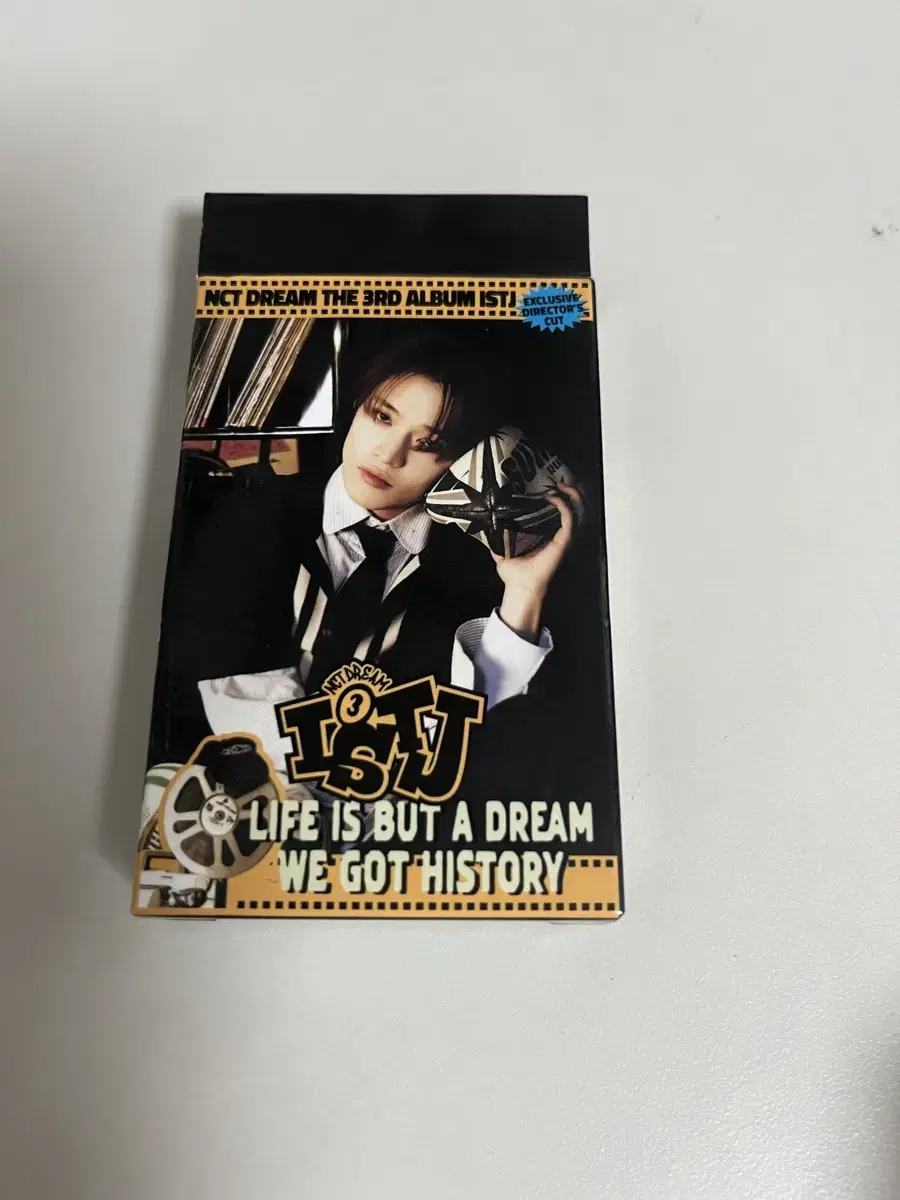 NCT DREAM THE 3RD ALBUM ISTJ
EXCLUSIVE
DIRECTOR'S
CUT
NCT DREAM
3
ISTJ
LIFE IS BUT A DREAM
WE GOT HISTORY